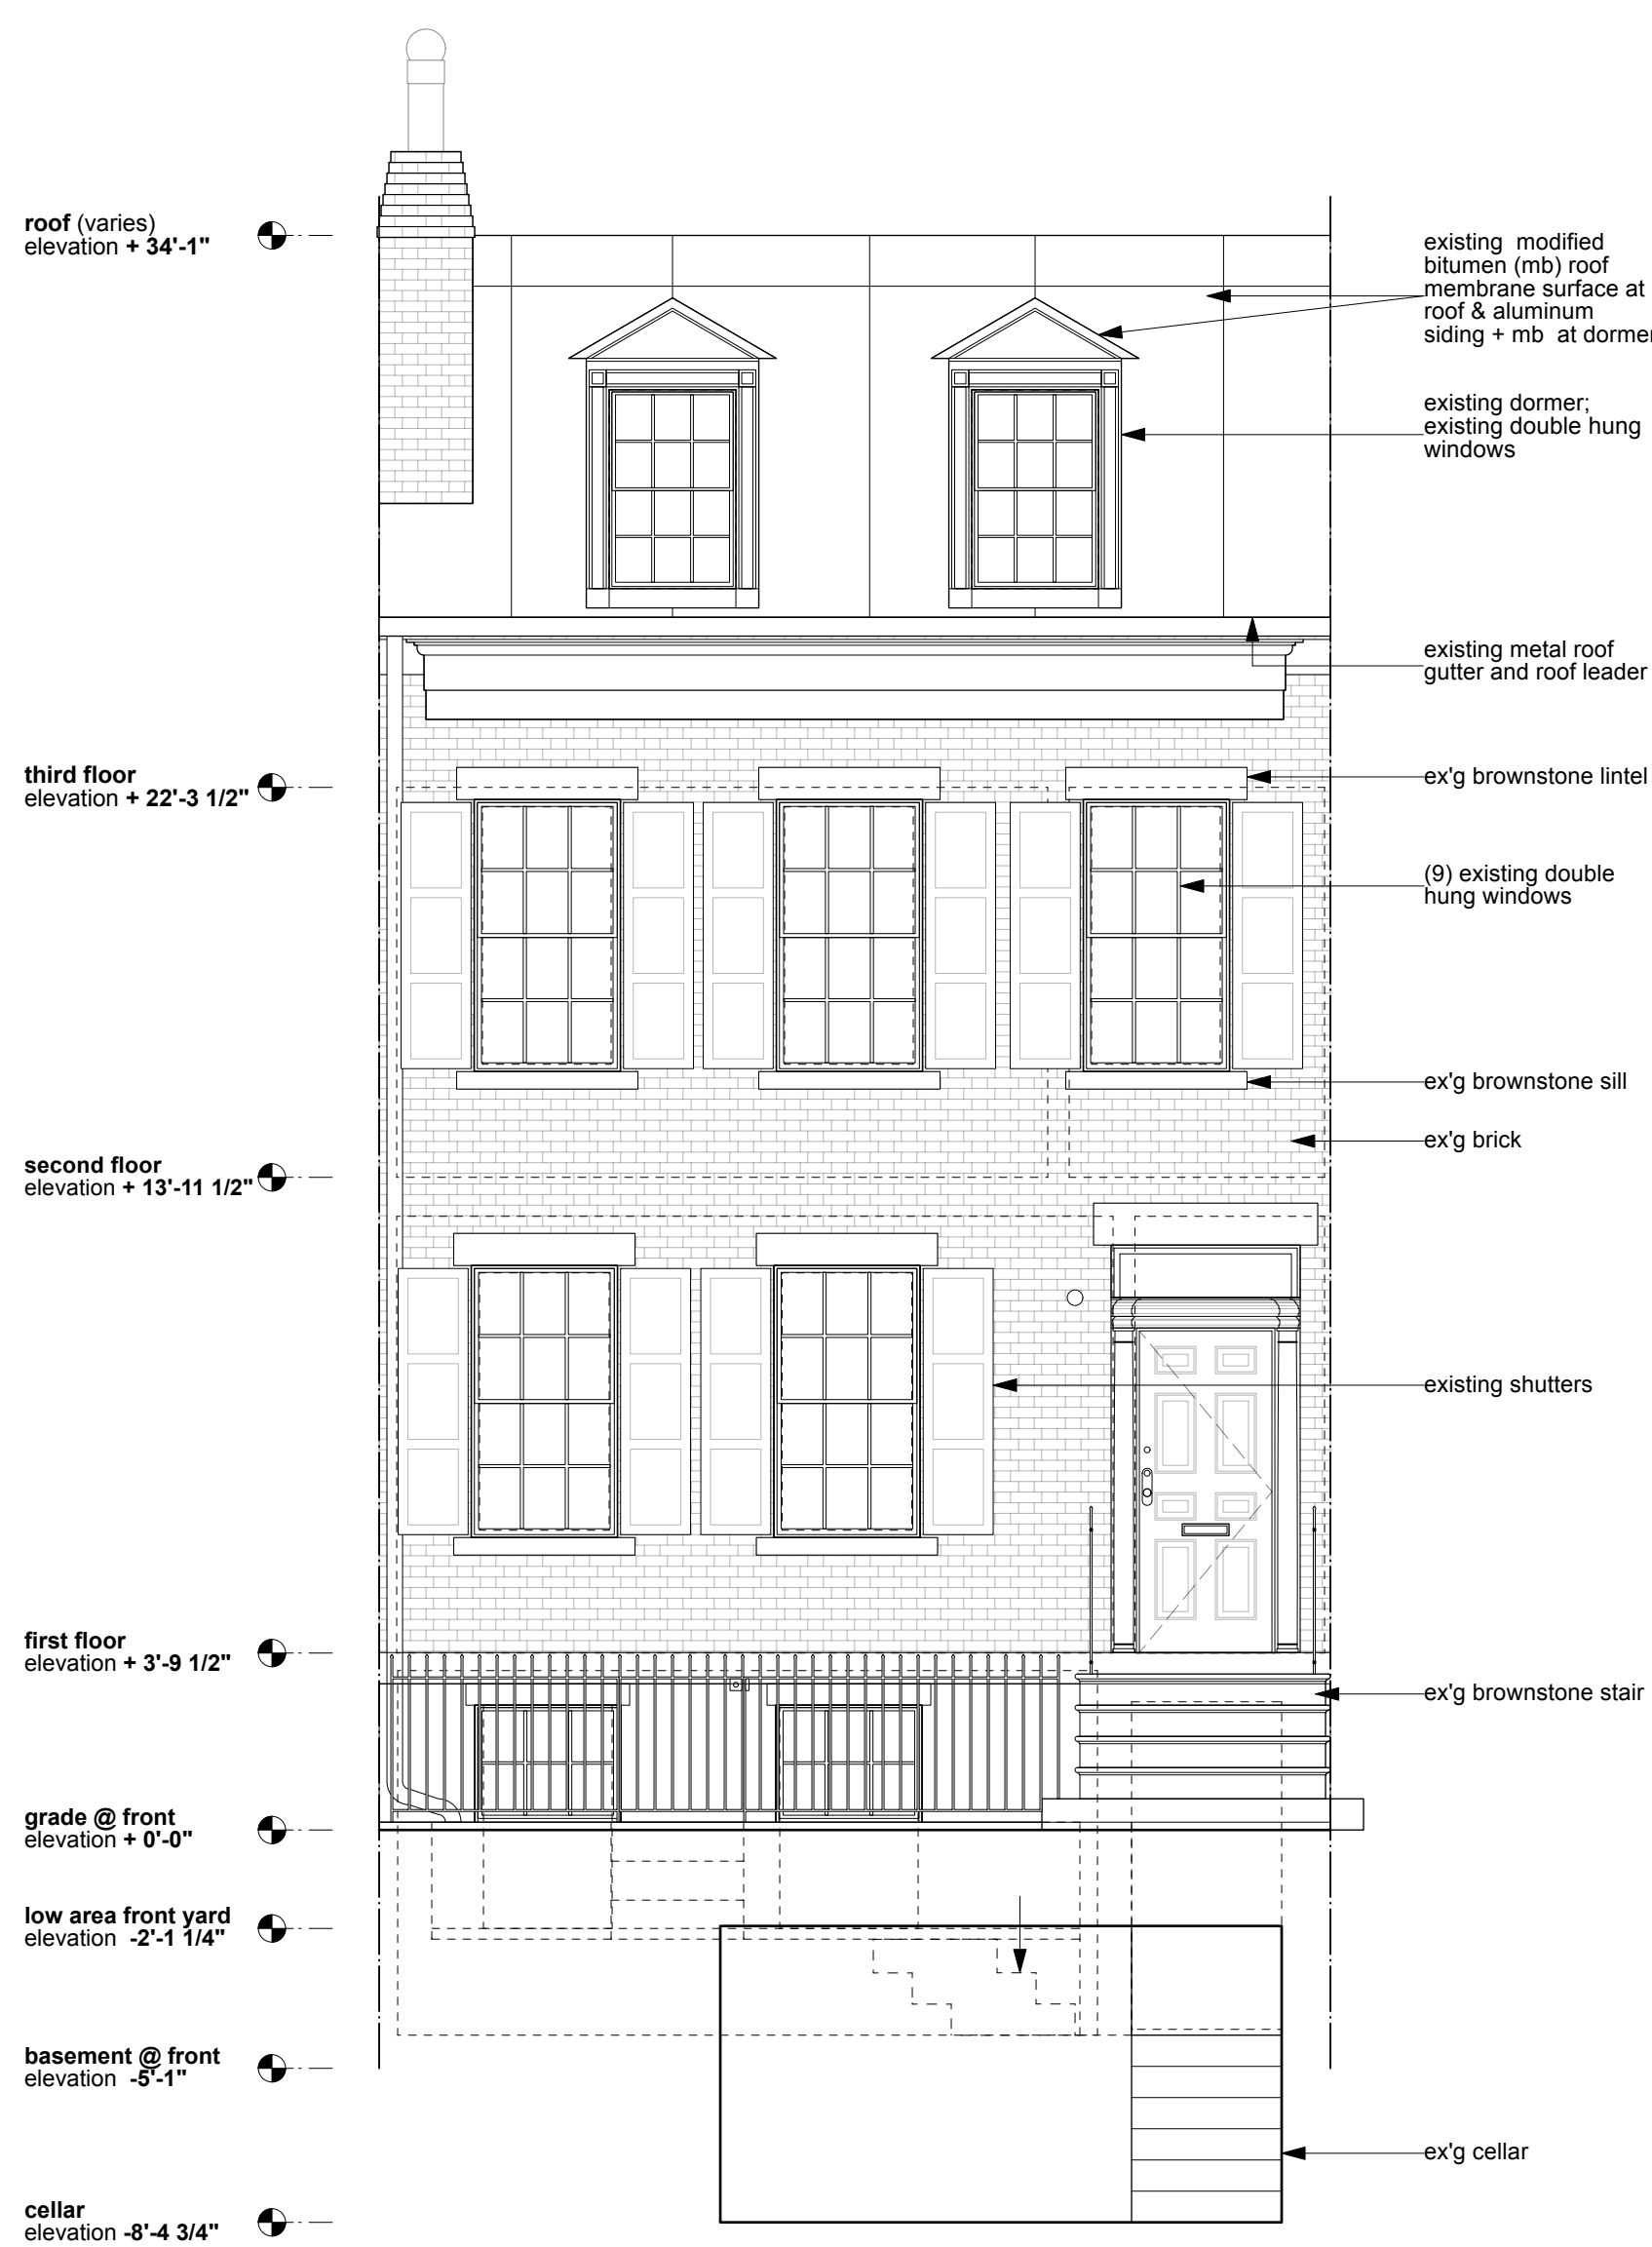 roof (varies)
elevation + 34'-1"
existing modified
bitumen (mb) roof
membrane surface at
roof & aluminum
siding + mb at dormer
existing dormer;
existing double hung
windows
existing metal roof
gutter and roof leader
third floor
elevation + 22'-3 1/2"
ex'g brownstone lintel
(9) existing double
hung windows
ex'g brownstone sill
ex'g brick
second floor
elevation + 13'-11 1/2"
existing shutters
first floor
elevation + 3'-9 1/2"
ex'g brownstone stair
grade @ front
elevation + 0'-0"
low area front yard
elevation -2'-1 1/4"
basement @ front
elevation -5'-1"
ex'g cellar
cellar
elevation -8'-4 3/4"